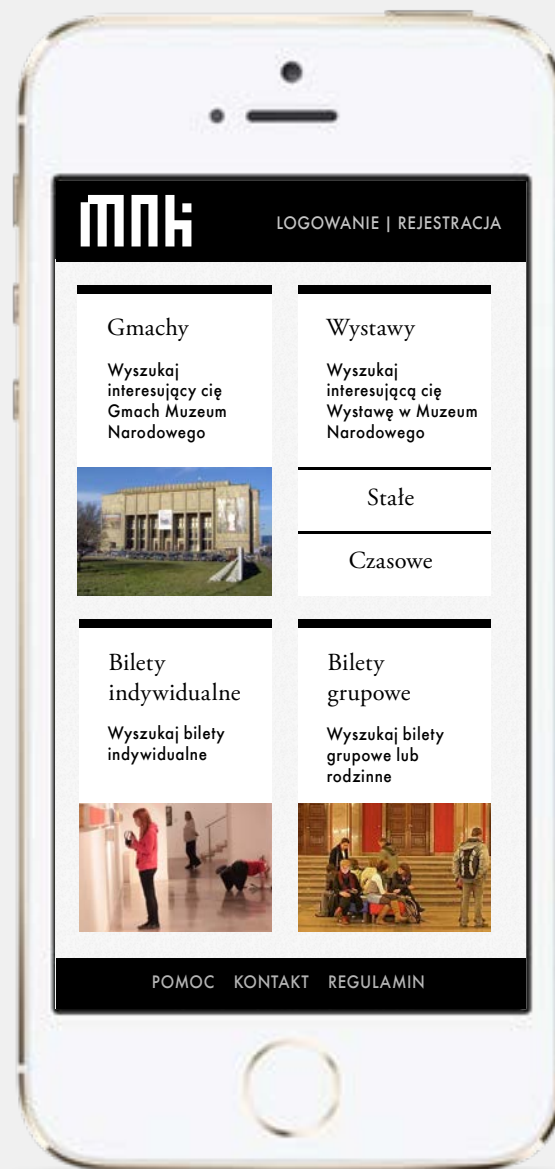 mnk
LOGOWANIE | REJESTRACJA
Gmachy
Wyszukaj
interesujący cię
Gmach Muzeum
Narodowego
Wystawy
Wyszukaj
interesującą cię
Wystawę w Muzeum
Narodowego
Stałe
Czasowe
Bilety
indywidualne
Wyszukaj bilety
indywidualne
Bilety
grupowe
Wyszukaj bilety
grupowe lub
rodzinne
POMOC KONTAKT REGULAMIN